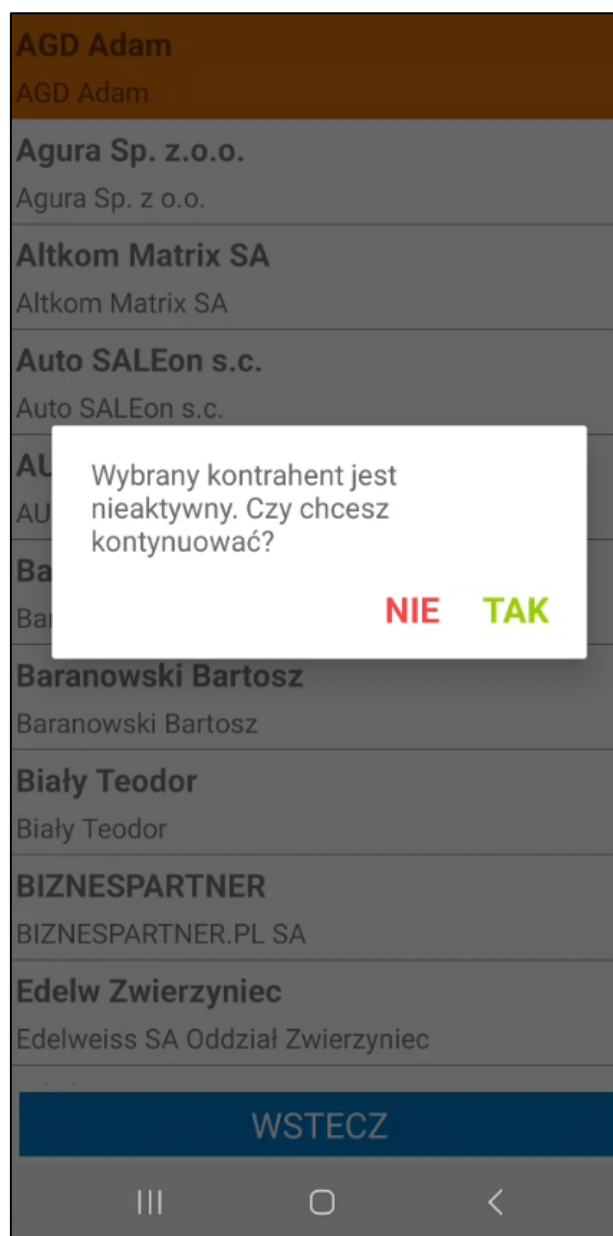 AGD Adam
AGD Adam
Agura Sp. z.o.o.
Agura Sp. z o.o.
Altkom Matrix SA
Altkom Matrix SA
Auto SALEon s.c.
Auto SALEon s.c.
Wybrany kontrahent jest
nieaktywny. Czy chcesz
kontynuować?
NIE TAK
Baranowski Bartosz
Baranowski Bartosz
Biały Teodor
Biały Teodor
BIZNESPARTNER
BIZNESPARTNER.PL SA
Edelw Zwierzyniec
Edelweiss SA Oddział Zwierzyniec
WSTECZ